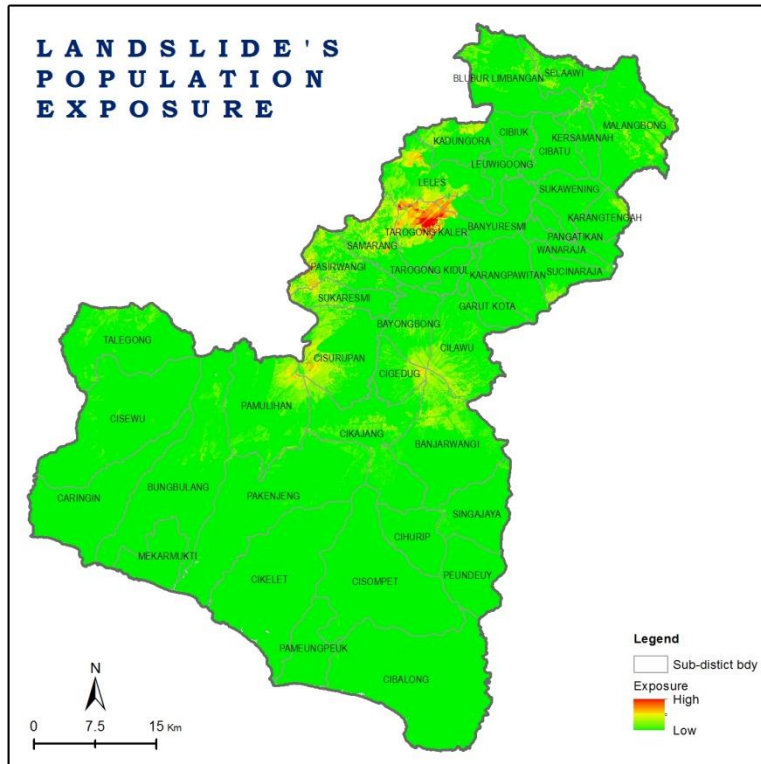 LANDSLIDE'S
POPULATION
EXPOSURE
BLUBUR LIMBANGAN
SELAAWI
MALANGBONG
CIBIUK
KERSAMANAH
KADUNGORA
CIBATU
LEUWIGOONG
LELES
SUKAWENING
KARANGTENGAH
BANYURESMI
TAROGONG KALER
PANGATIKAN
SAMARANG
WANARAJA
PASIRWANGI
TAROGONG KIDUL
KARANGPAWITAN
SUCINARAJA
SUKARESMI
GARUT KOTA
BAYONGBONG
TALEGONG
CILAWU
CISURUPAN
CIGEDUG
PAMULIHAN
CISEWU
CIKAJANG
BANJARWANGI
BUNGBULANG
CARINGIN
PAKENJENG
SINGAJAYA
CIHURIP
MEKARMUKTI
PEUNDEUY
CIKELET
CISOMPET
PAMEUNGPEUK
CIBALONG
N
0 7.5 15 Km
Legend
Sub-distict bdy
Exposure
High
Low